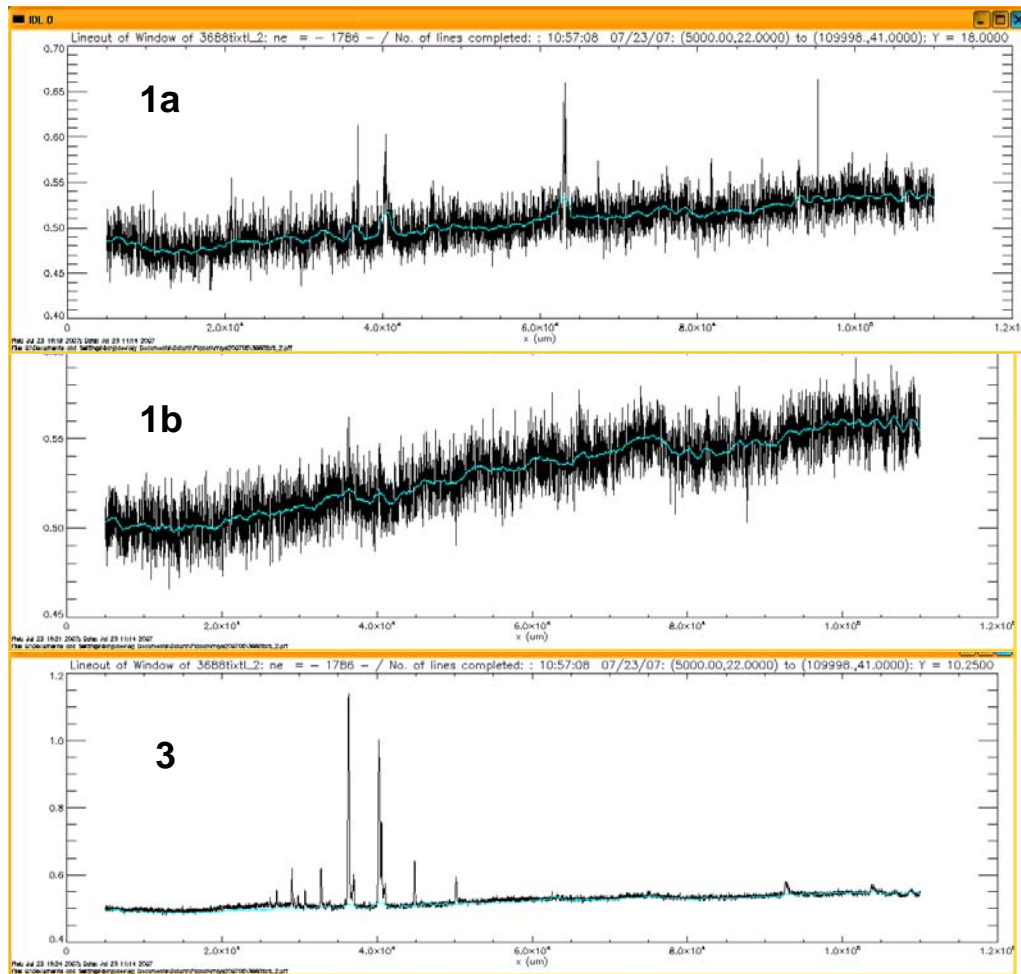 IDL 0
Lineout of Window of 3688tixtl_2: ne = - 1786 - / No. of lines completed: : 10:57:08 07/23/07: (5000.00,22.0000) to (109998.,41.0000): Y = 18.0000
0.70
1a
0.65
0.60
0.55
0.50
0.45
0.40
0 2.0×10⁴ 4.0×10⁴ 6.0×10⁴ 8.0×10⁴ 1.0×10⁵ 1.2×10⁵
x (um)
1b
0.55
0.50
0.45
0 2.0×10⁴ 4.0×10⁴ 6.0×10⁴ 8.0×10⁴ 1.0×10⁵ 1.2×10⁵
x (um)
Lineout of Window of 3688tixtl_2: ne = - 1786 - / No. of lines completed: : 10:57:08 07/23/07: (5000.00,22.0000) to (109998.,41.0000): Y = 10.2500
1.2
3
1.0
0.8
0.6
0.4
0 2.0×10⁴ 4.0×10⁴ 6.0×10⁴ 8.0×10⁴ 1.0×10⁵ 1.2×10⁵
x (um)